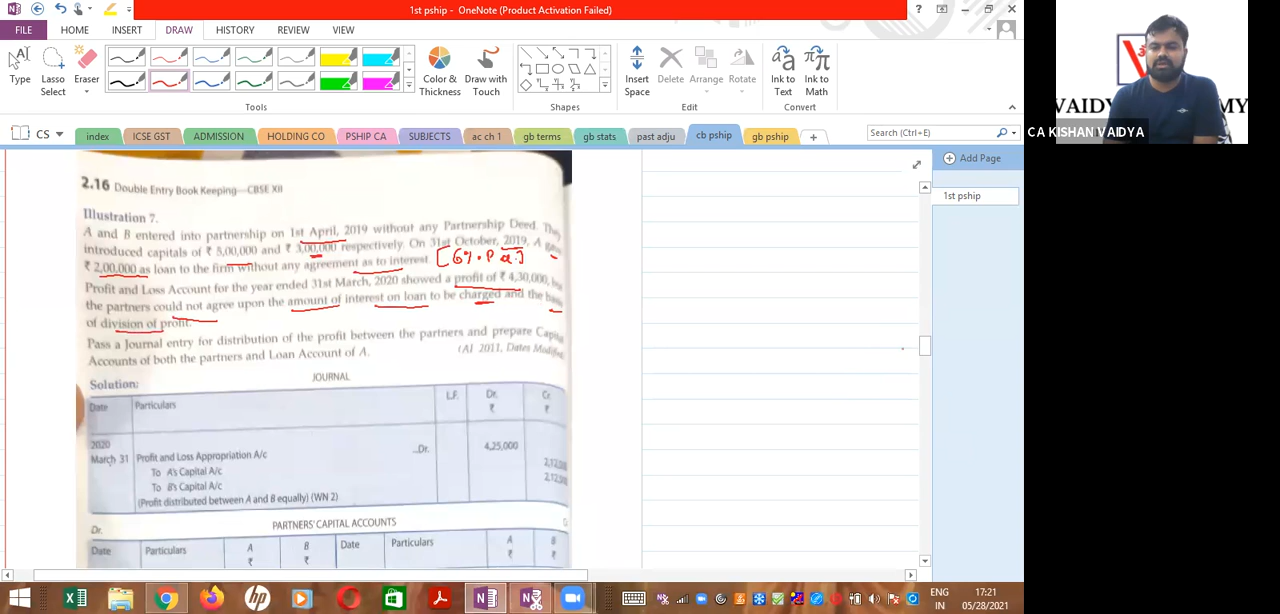 1st pship - OneNote (Product Activation Failed)
FILE HOME INSERT DRAW HISTORY REVIEW VIEW
Type
Lasso Select
Eraser
Color & Thickness
Draw with Touch
Insert Space
Delete
Arrange
Rotate
Ink to Text
Ink to Math
Tools
Shapes
Edit
Convert
CS
index
ICSE GST
ADMISSION
HOLDING CO
PSHIP CA
SUBJECTS
ac ch 1
gb terms
gb stats
past adju
cb pship
gb pship
Search (Ctrl+E)
Add Page
1st pship
VAIDY
MY
CA KISHAN VAIDYA
2.16 Double Entry Book Keeping—CBSE XII
Illustration 7.
A and B entered into partnership on 1st April, 2019 without any Partnership Deed. They
introduced capitals of ₹ 5,00,000 and ₹ 3,00,000 respectively. On 31st October, 2019, A
₹ 2,00,000 as loan to the firm without any agreement as to interest. [6% P.a.]
Profit and Loss Account for the year ended 31st March, 2020 showed a profit of ₹ 4,30,000,
the partners could not agree upon the amount of interest on loan to be charged and the
of division of profit.
Pass a Journal entry for distribution of the profit between the partners and prepare
Accounts of both the partners and Loan Account of A.
(AI 2011, Dates
Solution:
JOURNAL
Date Particulars L.F. Dr. ₹ Cr. ₹
2020
March 31 Profit and Loss Appropriation A/c ...Dr. 4,25,000
To A's Capital A/c
To B's Capital A/c
(Profit distributed between A and B equally) (WN 2)
Dr. PARTNERS' CAPITAL ACCOUNTS
Date Particulars A ₹ B ₹ Date Particulars A ₹ B ₹
ENG
IN
17:21
05/28/2021